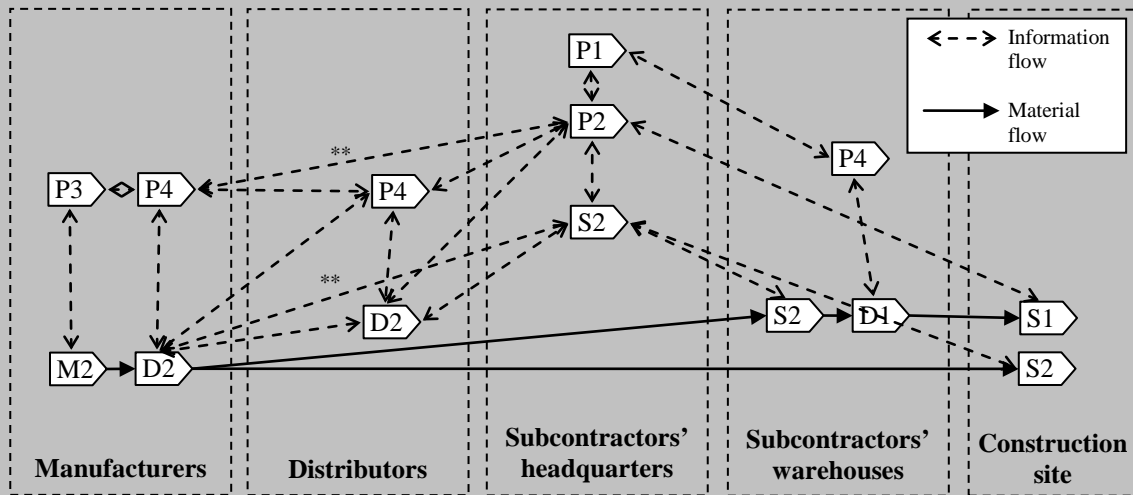 P1
Information
flow
P2
Material
flow
**
P4
P3
P4
P4
S2
**
S2
D1
S1
D2
M2
D2
S2
Subcontractors’
headquarters
Subcontractors’
warehouses
Construction
site
Manufacturers
Distributors